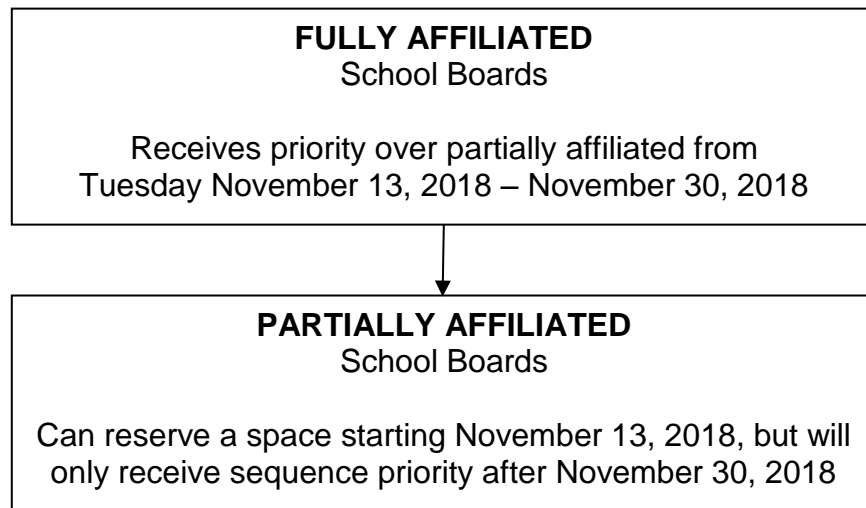 FULLY AFFILIATED
School Boards
Receives priority over partially affiliated from
Tuesday November 13, 2018 – November 30, 2018
PARTIALLY AFFILIATED
School Boards
Can reserve a space starting November 13, 2018, but will
only receive sequence priority after November 30, 2018